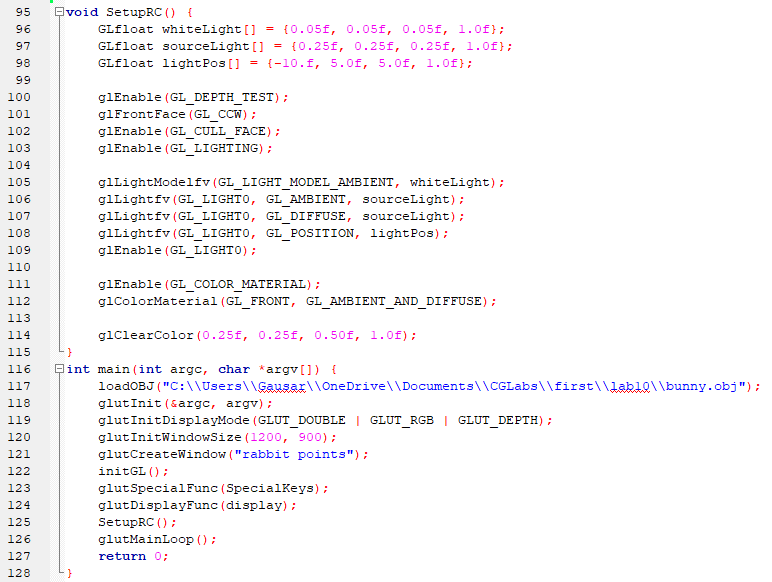 95 void SetupRC() {
96 GLfloat whiteLight[] = {0.05f, 0.05f, 0.05f, 1.0f};
97 GLfloat sourceLight[] = {0.25f, 0.25f, 0.25f, 1.0f};
98 GLfloat lightPos[] = {-10.f, 5.0f, 5.0f, 1.0f};
99
100 glEnable(GL_DEPTH_TEST);
101 glFrontFace(GL_CCW);
102 glEnable(GL_CULL_FACE);
103 glEnable(GL_LIGHTING);
104
105 glLightModelfv(GL_LIGHT_MODEL_AMBIENT, whiteLight);
106 glLightfv(GL_LIGHT0, GL_AMBIENT, sourceLight);
107 glLightfv(GL_LIGHT0, GL_DIFFUSE, sourceLight);
108 glLightfv(GL_LIGHT0, GL_POSITION, lightPos);
109 glEnable(GL_LIGHT0);
110
111 glEnable(GL_COLOR_MATERIAL);
112 glColorMaterial(GL_FRONT, GL_AMBIENT_AND_DIFFUSE);
113
114 glClearColor(0.25f, 0.25f, 0.50f, 1.0f);
115 }
116 int main(int argc, char *argv[]) {
117 loadOBJ("C:\\Users\\Gausar\\OneDrive\\Documents\\CGLabs\\first\\lab10\\bunny.obj");
118 glutInit(&argc, argv);
119 glutInitDisplayMode(GLUT_DOUBLE | GLUT_RGB | GLUT_DEPTH);
120 glutInitWindowSize(1200, 900);
121 glutCreateWindow("rabbit points");
122 initGL();
123 glutSpecialFunc(SpecialKeys);
124 glutDisplayFunc(display);
125 SetupRC();
126 glutMainLoop();
127 return 0;
128 }